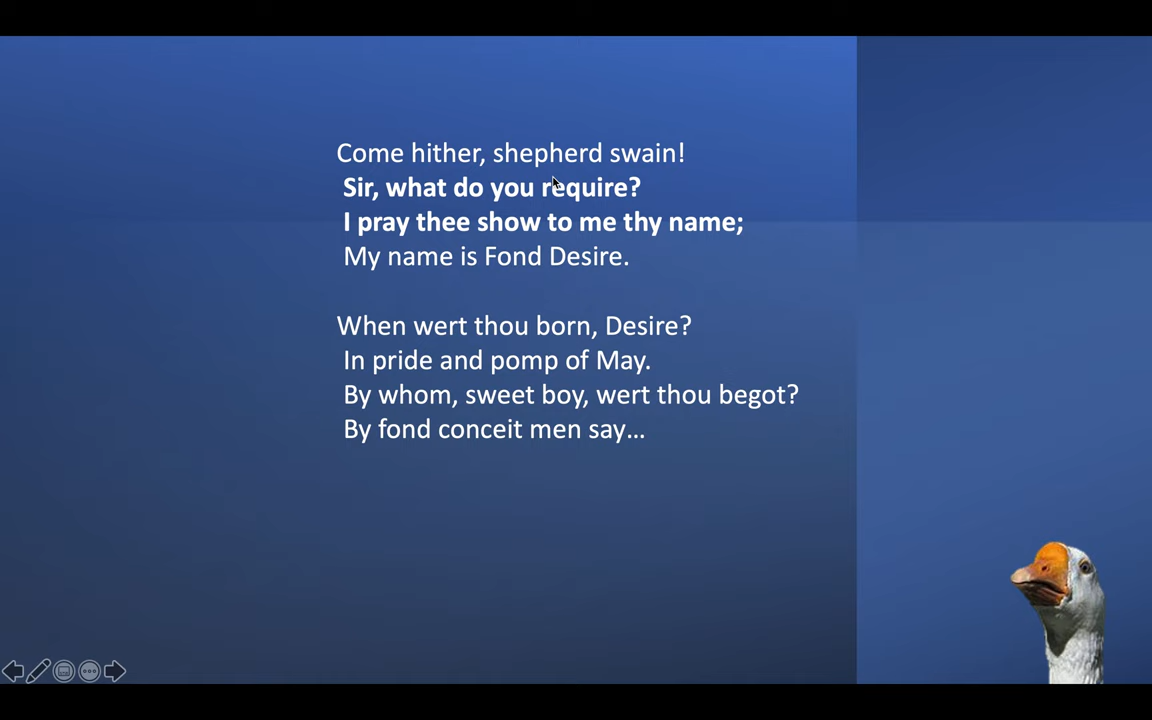 Come hither, shepherd swain!
Sir, what do you require?
I pray thee show to me thy name;
My name is Fond Desire.
When wert thou born, Desire?
In pride and pomp of May.
By whom, sweet boy, wert thou begot?
By fond conceit men say…